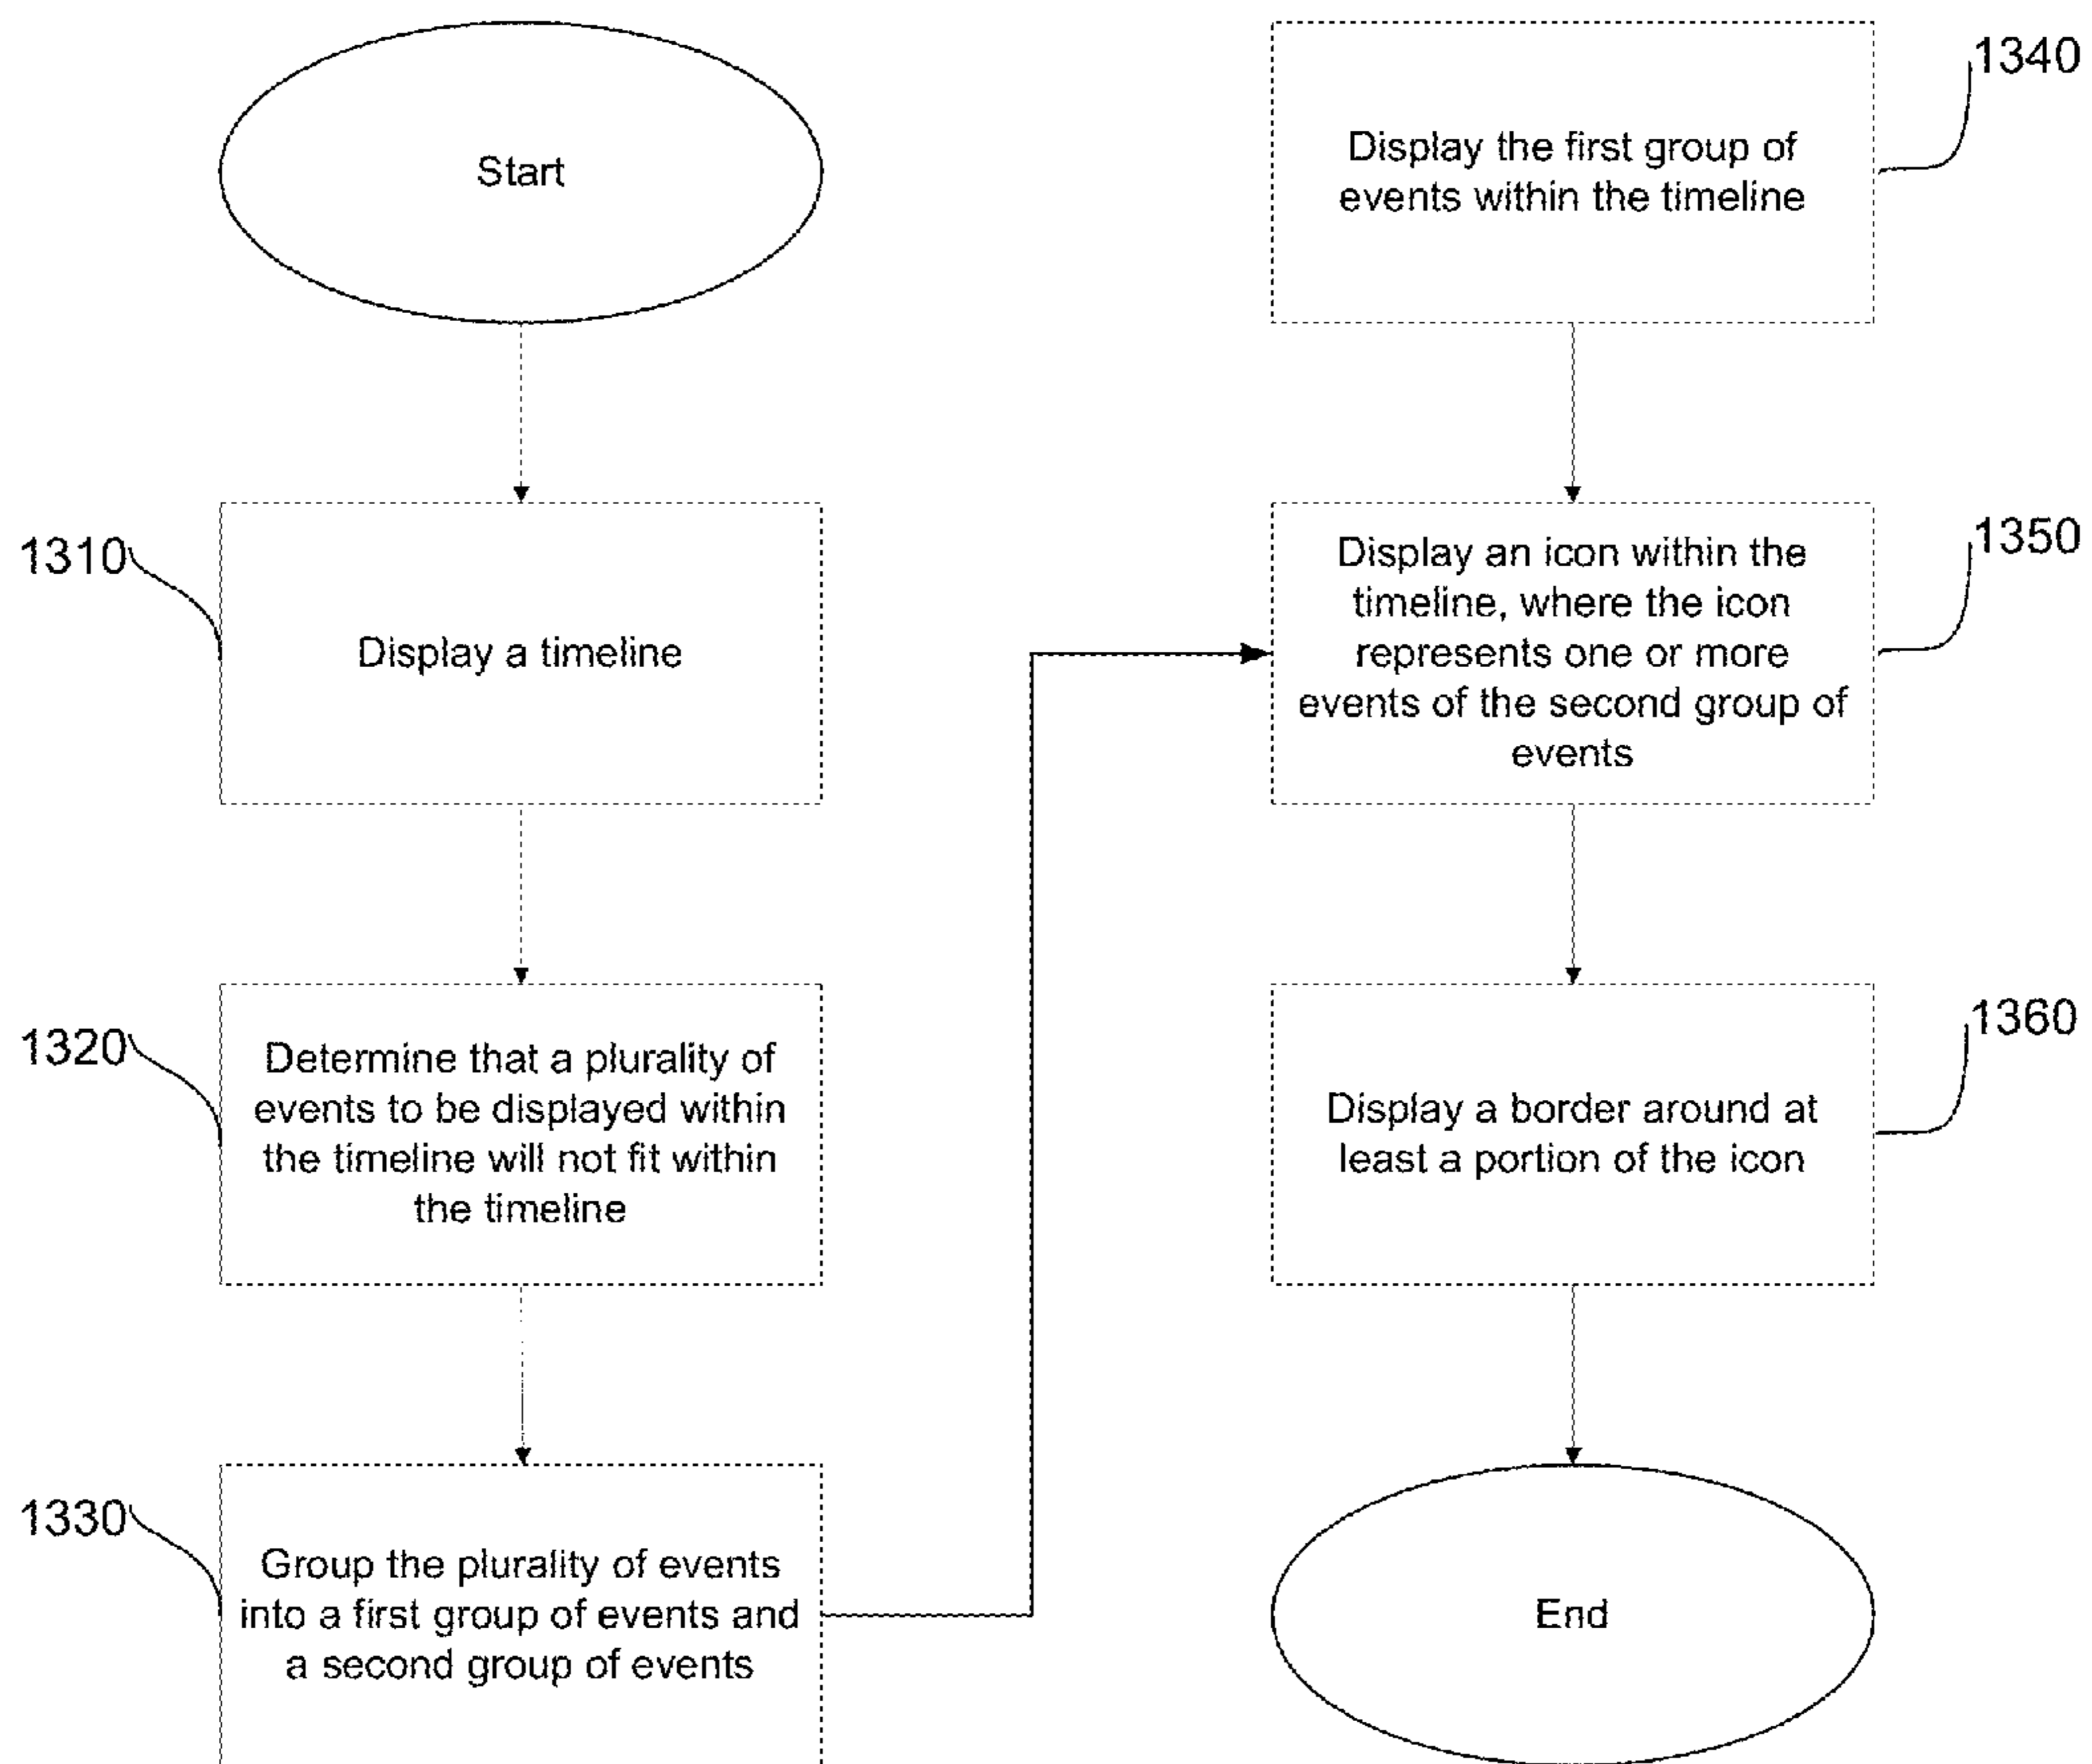 Start
1310
Display a timeline
1320
Determine that a plurality of
events to be displayed within
the timeline will not fit within
the timeline
1330
Group the plurality of events
into a first group of events and
a second group of events
1340
Display the first group of
events within the timeline
1350
Display an icon within the
timeline, where the icon
represents one or more
events of the second group of
events
1360
Display a border around at
least a portion of the icon
End